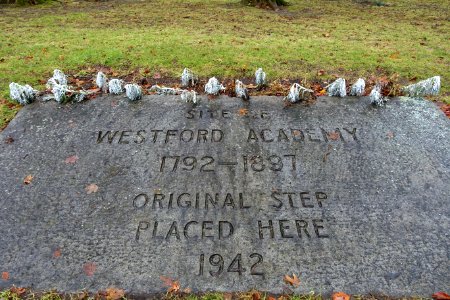 SITE OF
WESTFORD ACADEMY
1792-1897
ORIGINAL STEP
PLACED HERE
1942